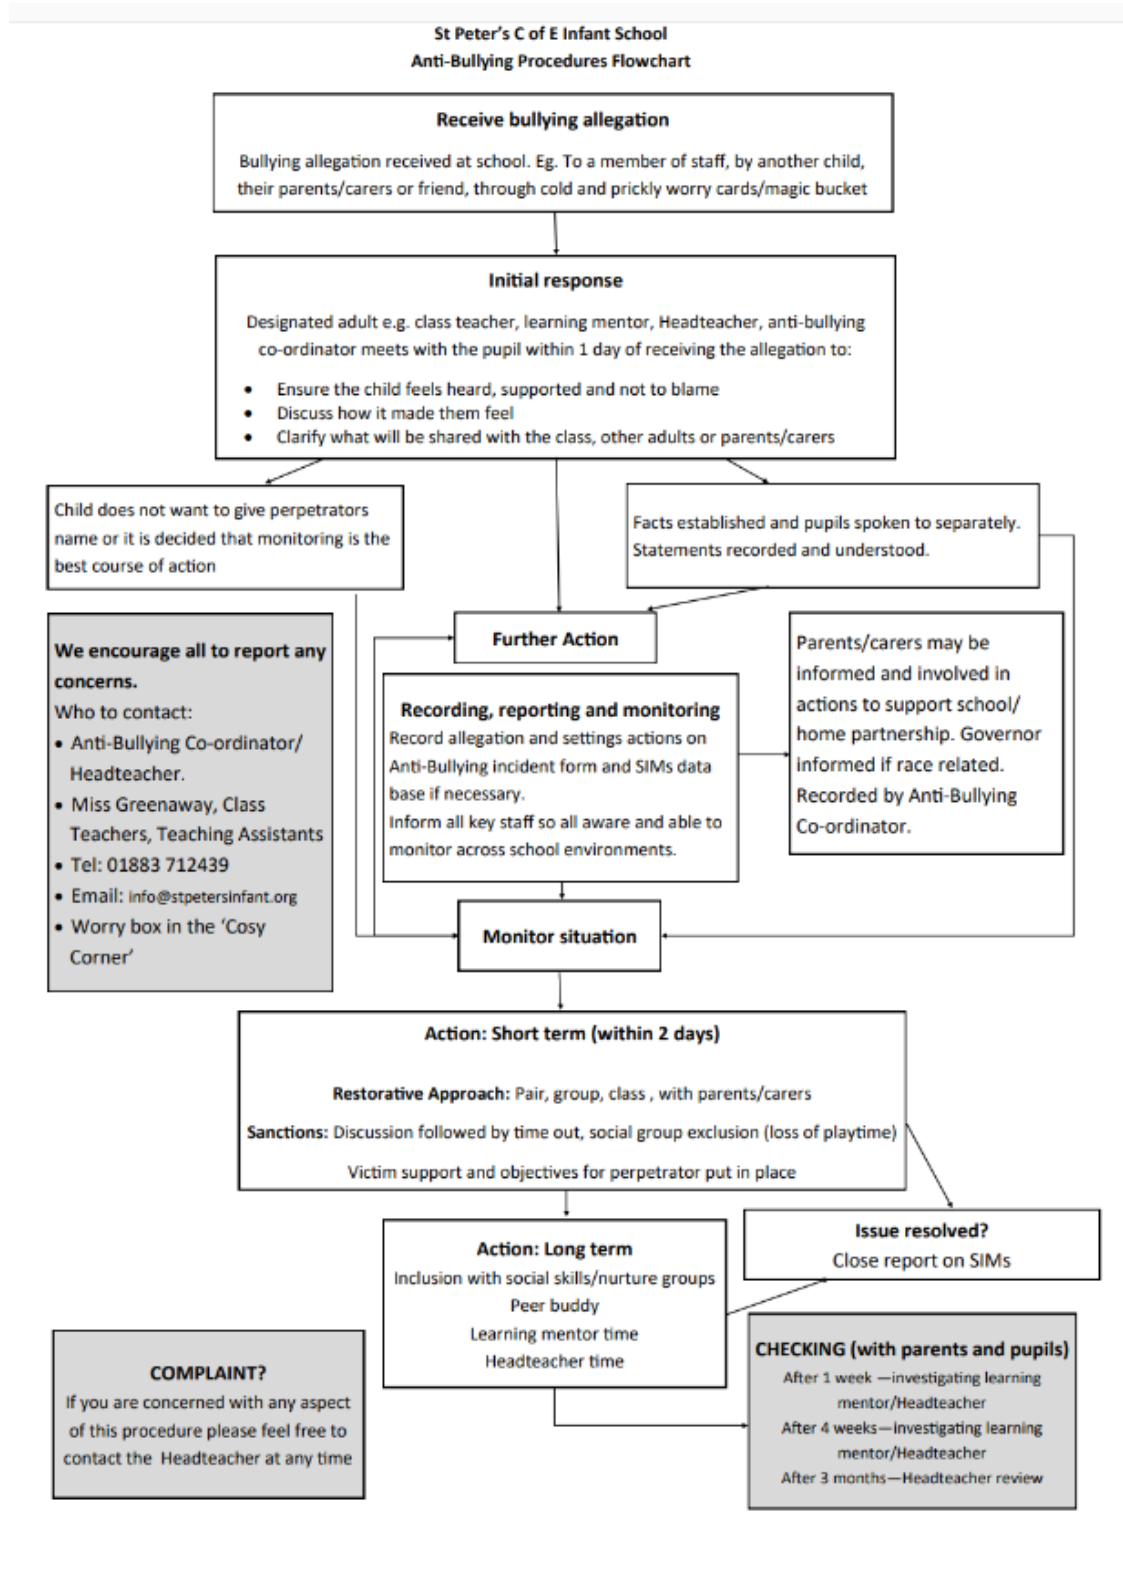 St Peter's C of E Infant School
Anti-Bullying Procedures Flowchart
Receive bullying allegation
Bullying allegation received at school. Eg. To a member of staff, by another child,
their parents/carers or friend, through cold and prickly worry cards/magic bucket
Initial response
Designated adult e.g. class teacher, learning mentor, Headteacher, anti-bullying
co-ordinator meets with the pupil within 1 day of receiving the allegation to:
• Ensure the child feels heard, supported and not to blame
• Discuss how it made them feel
• Clarify what will be shared with the class, other adults or parents/carers
Child does not want to give perpetrators
name or it is decided that monitoring is the
best course of action
Facts established and pupils spoken to separately.
Statements recorded and understood.
Further Action
We encourage all to report any
concerns.
Who to contact:
• Anti-Bullying Co-ordinator/
Headteacher.
• Miss Greenaway, Class
Teachers, Teaching Assistants
• Tel: 01883 712439
• Email: info@stpetersinfant.org
• Worry box in the 'Cosy
Corner'
Recording, reporting and monitoring
Record allegation and settings actions on
Anti-Bullying incident form and SIMs data
base if necessary.
Inform all key staff so all aware and able to
monitor across school environments.
Parents/carers may be
informed and involved in
actions to support school/
home partnership. Governor
informed if race related.
Recorded by Anti-Bullying
Co-ordinator.
Monitor situation
Action: Short term (within 2 days)
Restorative Approach: Pair, group, class , with parents/carers
Sanctions: Discussion followed by time out, social group exclusion (loss of playtime)
Victim support and objectives for perpetrator put in place
Action: Long term
Inclusion with social skills/nurture groups
Peer buddy
Learning mentor time
Headteacher time
Issue resolved?
Close report on SIMs
COMPLAINT?
If you are concerned with any aspect
of this procedure please feel free to
contact the Headteacher at any time
CHECKING (with parents and pupils)
After 1 week —investigating learning
mentor/Headteacher
After 4 weeks—investigating learning
mentor/Headteacher
After 3 months—Headteacher review